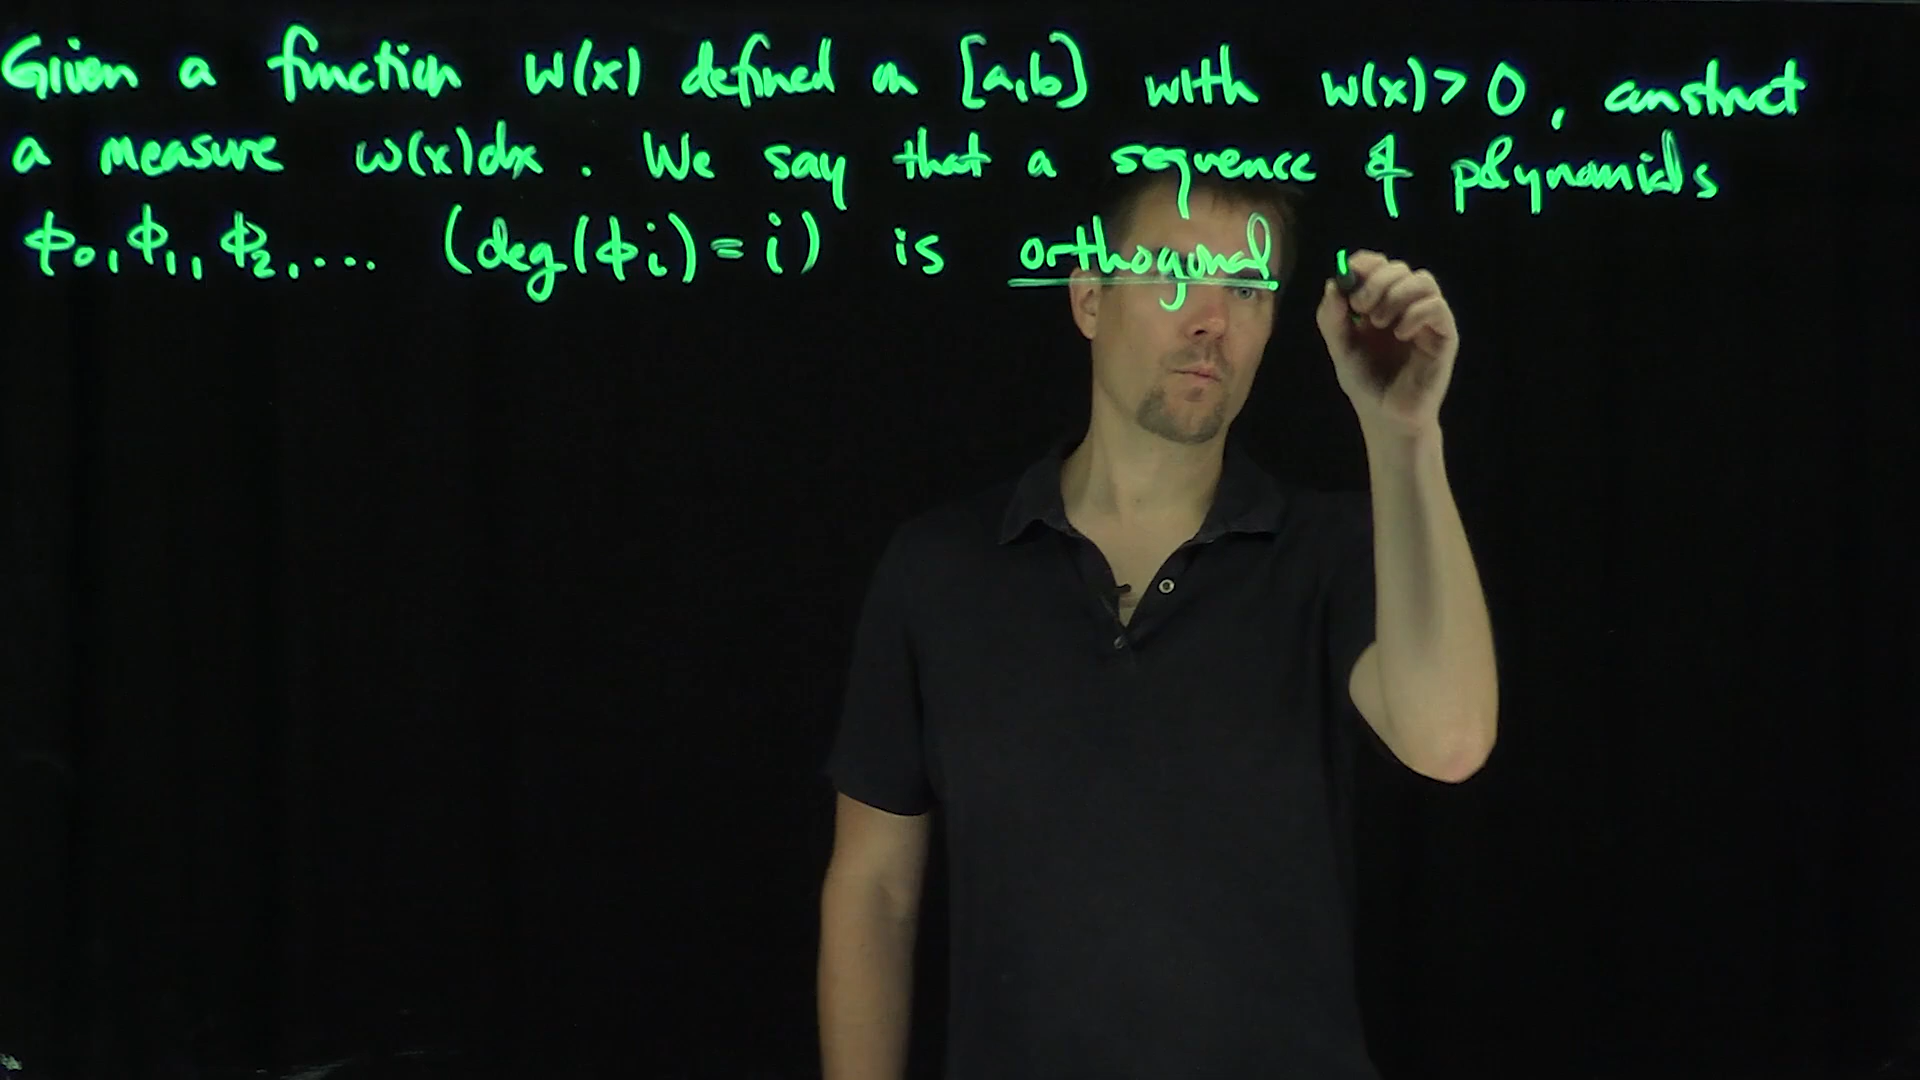 Given a function w(x) defined on [a,b] with w(x)>0, construct
a measure w(x)dx. We say that a sequence of polynomials
ϕ₀, ϕ₁, ϕ₂, ... (deg(ϕi)=i) is orthogonal